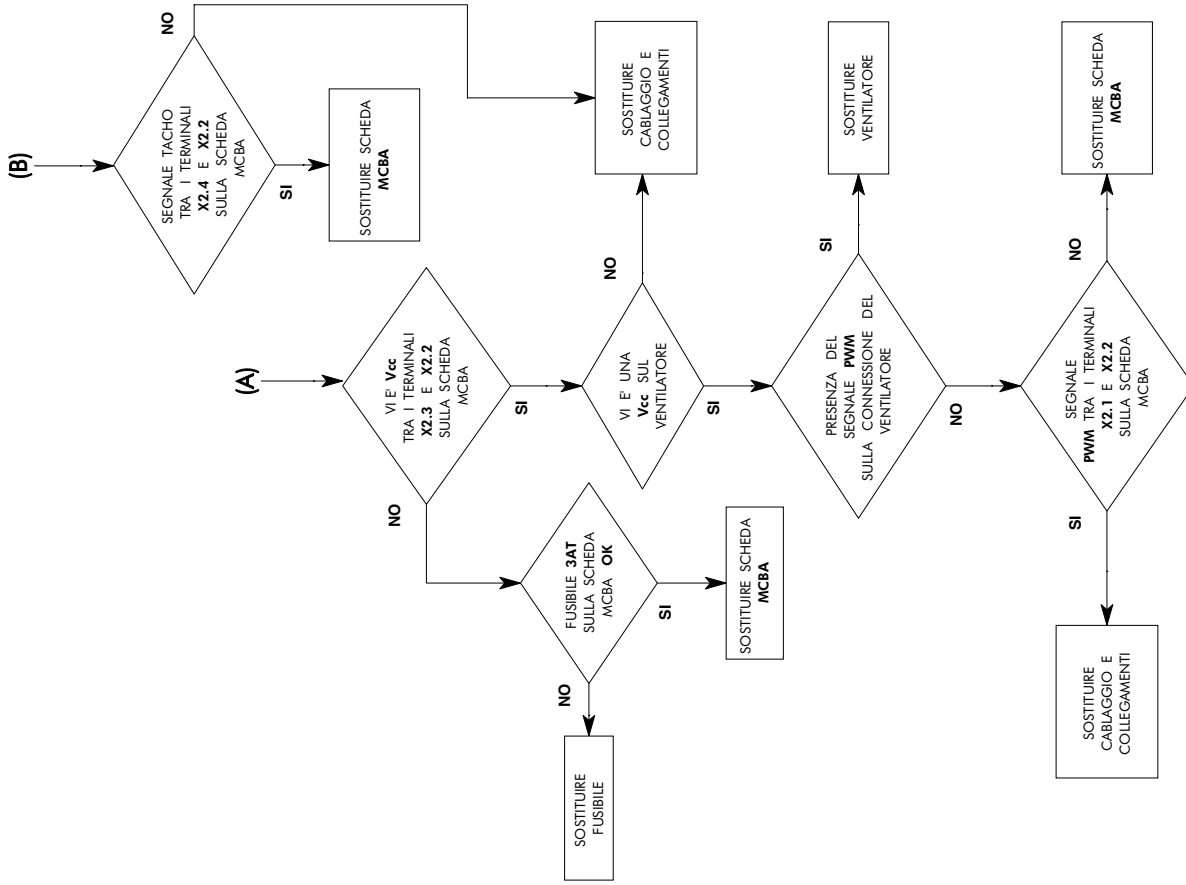 (B)
SEGNALE TACHO
TRA I TERMINALI
X2.4 E X2.2
SULLA SCHEDA
MCBA
NO
SI
SOSTITUIRE SCHEDA
MCBA
(A)
VI E' Vcc
TRA I TERMINALI
X2.3 E X2.2
SULLA SCHEDA
MCBA
NO
SI
FUSIBILE 3AT
SULLA SCHEDA
MCBA OK
NO
SI
SOSTITUIRE
FUSIBILE
SOSTITUIRE SCHEDA
MCBA
VI E' UNA
Vcc SUL
VENTILATORE
NO
SI
SOSTITUIRE
CABLAGGIO E
COLLEGAMENTI
PRESENZA DEL
SEGNALE PWM
SULLA CONNESSIONE DEL
VENTILATORE
SI
NO
SOSTITUIRE
VENTILATORE
SEGNALE
PWM TRA I TERMINALI
X2.1 E X2.2
SULLA SCHEDA
MCBA
NO
SI
SOSTITUIRE SCHEDA
MCBA
SOSTITUIRE
CABLAGGIO E
COLLEGAMENTI